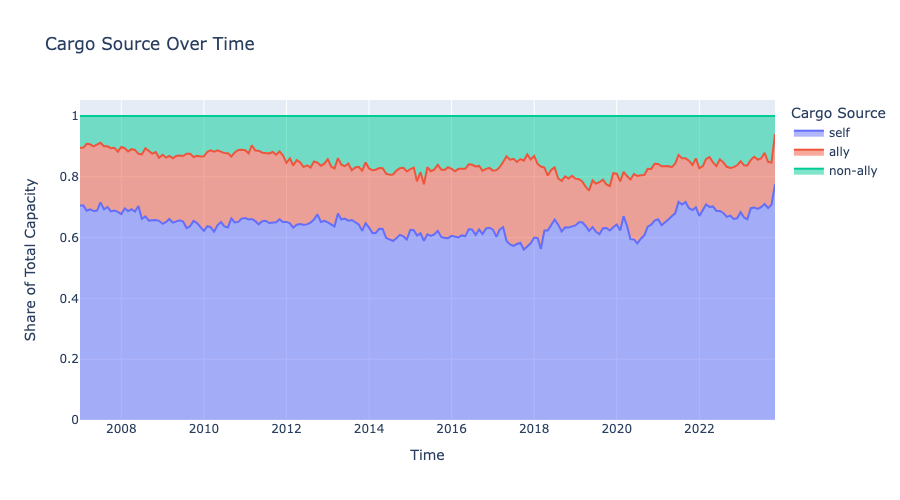 Cargo Source Over Time
Cargo Source
self
ally
non-ally
Share of Total Capacity
1
0.8
0.6
0.4
0.2
0
2008 2010 2012 2014 2016 2018 2020 2022
Time